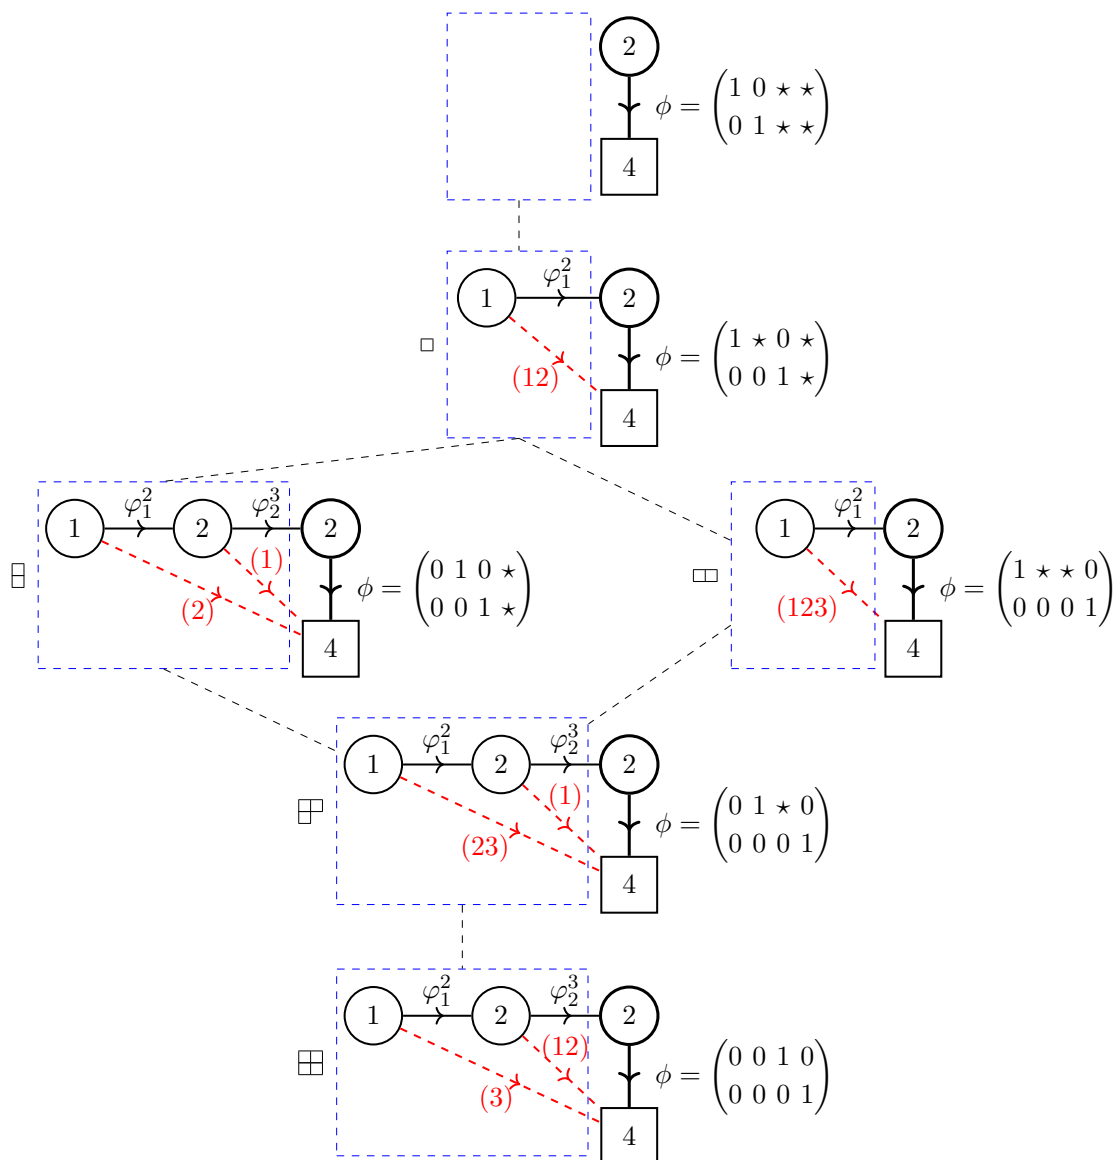 2
ϕ = (1 0 ⋆ ⋆
0 1 ⋆ ⋆)
4
φ₁²
1
2
(12)
ϕ = (1 ⋆ 0 ⋆
0 0 1 ⋆)
4
φ₁² φ₂³
1 2 2
(1)
(2)
ϕ = (0 1 0 ⋆
0 0 1 ⋆)
4
φ₁²
1 2
(123)
ϕ = (1 ⋆ ⋆ 0
0 0 0 1)
4
φ₁² φ₂³
1 2 2
(1)
(23)
ϕ = (0 1 ⋆ 0
0 0 0 1)
4
φ₁² φ₂³
1 2 2
(12)
(3)
ϕ = (0 0 1 0
0 0 0 1)
4